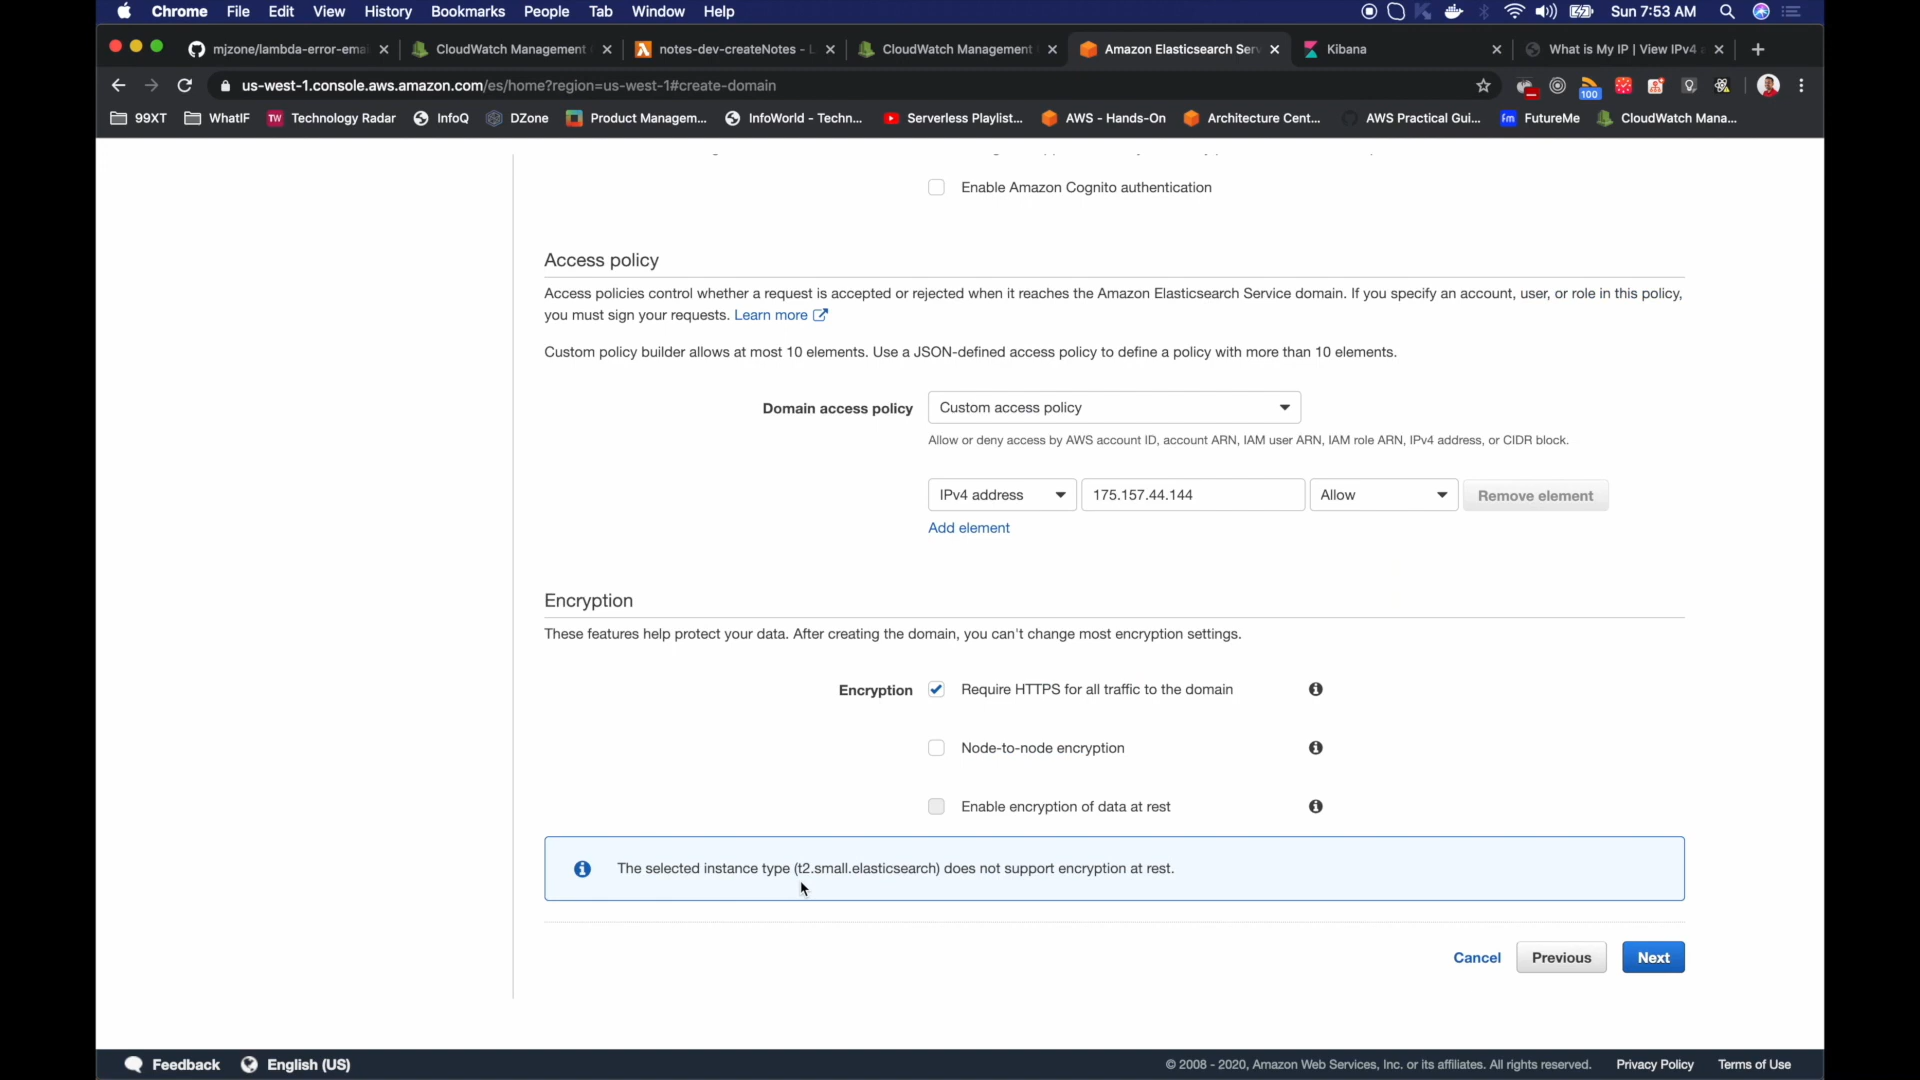 Chrome File Edit View History Bookmarks People Tab Window Help Sun 7:53 AM
mjzone/lambda-error-emai CloudWatch Management notes-dev-createNotes - L CloudWatch Management Amazon Elasticsearch Serv Kibana What is My IP | View IPv4
us-west-1.console.aws.amazon.com/es/home?region=us-west-1#create-domain
100
99XT WhatIF TW Technology Radar InfoQ DZone Product Managem... InfoWorld - Techn... Serverless Playlist... AWS - Hands-On Architecture Cent... AWS Practical Gui... fm FutureMe CloudWatch Mana...
Enable Amazon Cognito authentication
Access policy
Access policies control whether a request is accepted or rejected when it reaches the Amazon Elasticsearch Service domain. If you specify an account, user, or role in this policy,
you must sign your requests. Learn more
Custom policy builder allows at most 10 elements. Use a JSON-defined access policy to define a policy with more than 10 elements.
Domain access policy Custom access policy
Allow or deny access by AWS account ID, account ARN, IAM user ARN, IAM role ARN, IPv4 address, or CIDR block.
IPv4 address 175.157.44.144 Allow Remove element
Add element
Encryption
These features help protect your data. After creating the domain, you can't change most encryption settings.
Encryption Require HTTPS for all traffic to the domain
Node-to-node encryption
Enable encryption of data at rest
The selected instance type (t2.small.elasticsearch) does not support encryption at rest.
Cancel Previous Next
Feedback English (US) © 2008 - 2020, Amazon Web Services, Inc. or its affiliates. All rights reserved. Privacy Policy Terms of Use